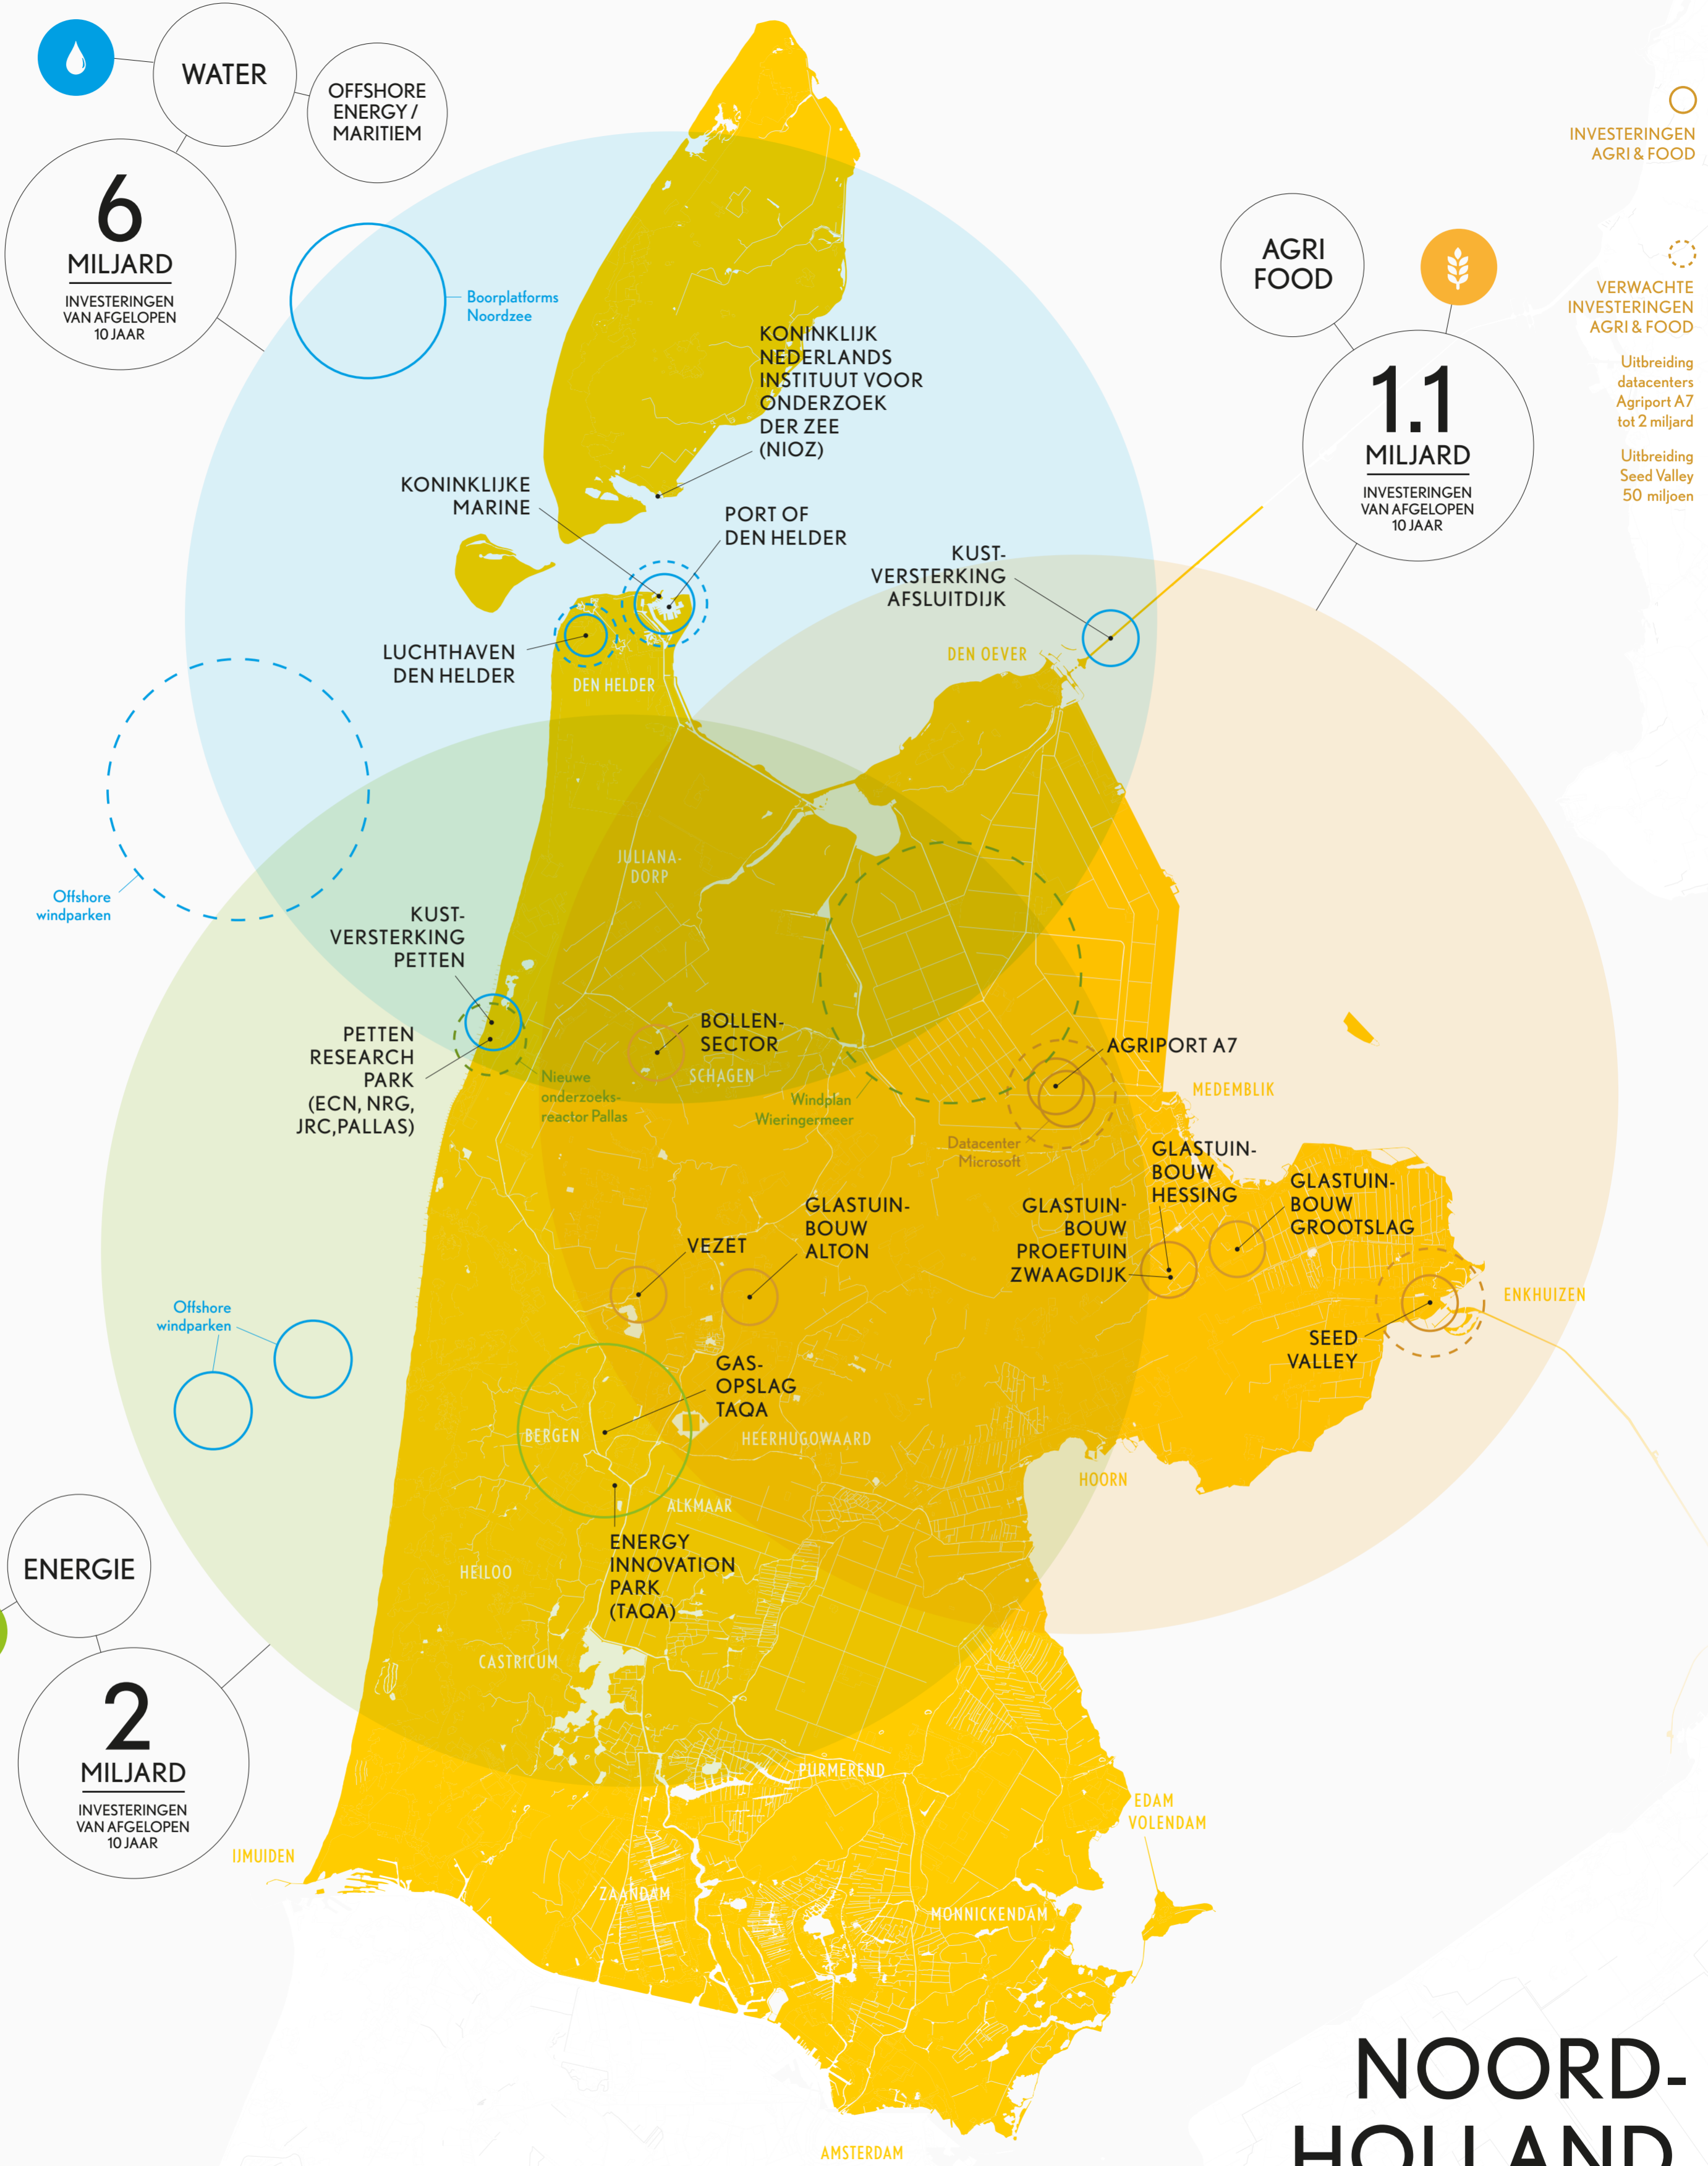 WATER
OFFSHORE
ENERGY /
MARITIEM
6
MILJARD
INVESTERINGEN
VAN AFGELOPEN
10 JAAR
Boorplatforms
Noordzee
INVESTERINGEN
AGRI & FOOD
VERWACHTE
INVESTERINGEN
AGRI & FOOD
Uitbreiding
datacenters
Agriport A7
tot 2 miljard
Uitbreiding
Seed Valley
50 miljoen
AGRI
FOOD
1.1
MILJARD
INVESTERINGEN
VAN AFGELOPEN
10 JAAR
KONINKLIJK
NEDERLANDS
INSTITUUT VOOR
ONDERZOEK
DER ZEE
(NIOZ)
KONINKLIJKE
MARINE
PORT OF
DEN HELDER
KUST-
VERSTERKING
AFSLUITDIJK
LUCHTHAVEN
DEN HELDER
DEN HELDER
DEN OEVER
JULIANA-
DORP
Offshore
windparken
KUST-
VERSTERKING
PETTEN
PETTEN
RESEARCH
PARK
(ECN, NRG,
JRC,PALLAS)
Nieuwe
onderzoeks-
reactor Pallas
BOLLEN-
SECTOR
SCHAGEN
Windplan
Wieringermeer
AGRIPORT A7
MEDEMBLIK
Datacenter
Microsoft
GLASTUIN-
BOUW
HESSING
GLASTUIN-
BOUW
GROOTSLAG
GLASTUIN-
BOUW
PROEFTUIN
ZWAAGDIJK
GLASTUIN-
BOUW
ALTON
VEZET
Offshore
windparken
ENKHUIZEN
SEED
VALLEY
GAS-
OPSLAG
TAQA
BERGEN
HEERHUGOWAARD
HOORN
ALKMAAR
ENERGY
INNOVATION
PARK
(TAQA)
HEILOO
CASTRICUM
ENERGIE
2
MILJARD
INVESTERINGEN
VAN AFGELOPEN
10 JAAR
PURMEREND
EDAM
VOLENDAM
IJMUIDEN
ZAANDAM
MONNICKENDAM
AMSTERDAM
NOORD-
HOLLAND